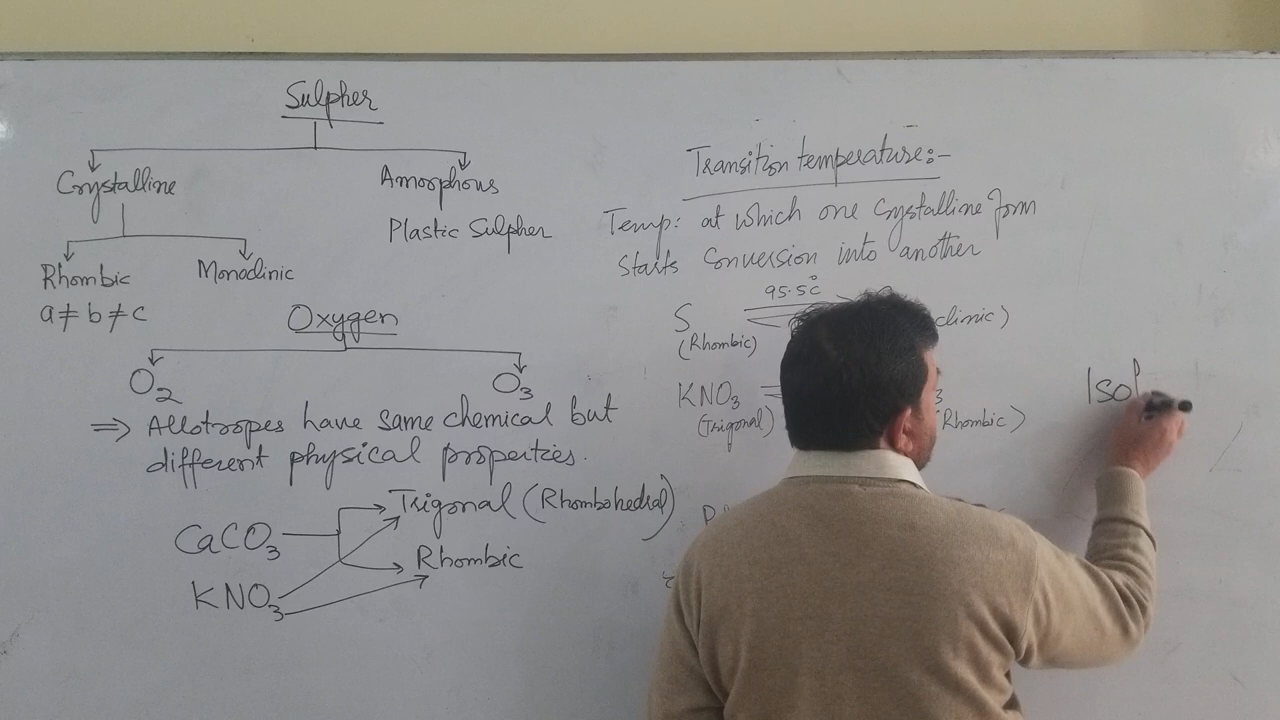 Sulpher
Crystalline
Amorphous
Plastic Sulpher
Rhombic
Monoclinic
a ≠ b ≠ c
Oxygen
O₂
O₃
⇒ Allotropes have same chemical but
different physical properties.
CaCO₃
Trigonal (Rhombohedral)
Rhombic
KNO₃
Transition temperature:-
Temp: at which one crystalline form
starts conversion into another
95.5°C
S
clinic)
(Rhombic)
KNO₃
3
(Trigonal)
Rhombic)